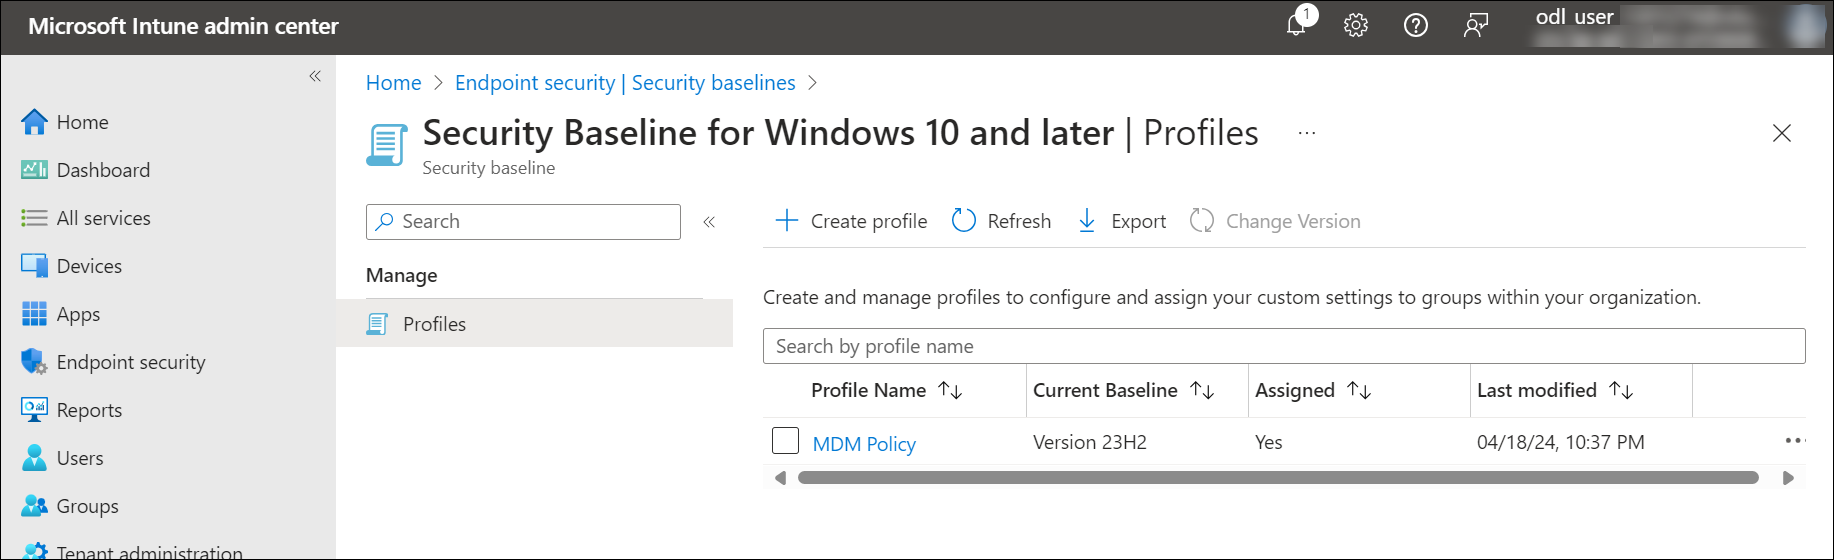 Microsoft Intune admin center
1
odl_user
Home
Dashboard
All services
Devices
Apps
Endpoint security
Reports
Users
Groups
Tenant administration
Home > Endpoint security | Security baselines >
Security Baseline for Windows 10 and later | Profiles ...
Security baseline
Search
Manage
Profiles
Create profile Refresh Export Change Version
Create and manage profiles to configure and assign your custom settings to groups within your organization.
Search by profile name
Profile Name Current Baseline Assigned Last modified
MDM Policy Version 23H2 Yes 04/18/24, 10:37 PM ...